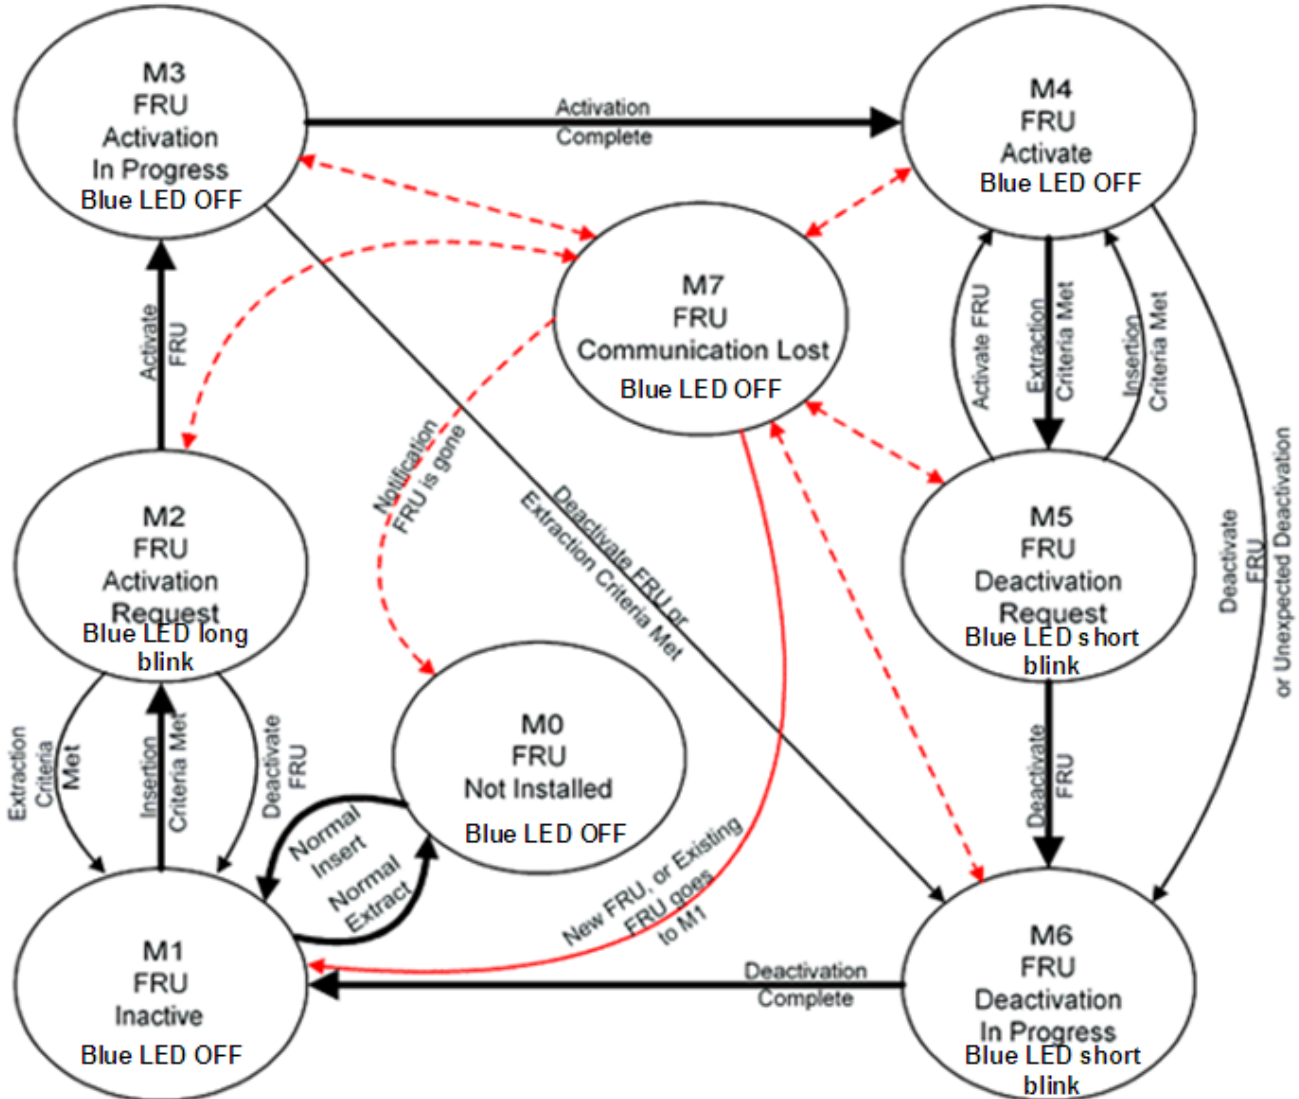 M3
FRU
Activation
In Progress
Blue LED OFF
Activation
Complete
M4
FRU
Activate
Blue LED OFF
M7
FRU
Communication Lost
Blue LED OFF
Activate
FRU
Activate FRU
Extraction
Criteria Met
Insertion
Criteria Met
Notification
FRU is gone
Deactivate FRU or
Extraction Criteria Met
Deactivate
FRU
or Unexpected Deactivation
M2
FRU
Activation
Request
Blue LED long
blink
M5
FRU
Deactivation
Request
Blue LED short
blink
Extraction
Criteria
Met
Insertion
Criteria Met
Deactivate
FRU
M0
FRU
Not Installed
Blue LED OFF
Deactivate
FRU
Normal
Insert
Normal
Extract
New FRU, or Existing
FRU goes
to M1
M1
FRU
Inactive
Blue LED OFF
Deactivation
Complete
M6
FRU
Deactivation
In Progress
Blue LED short
blink